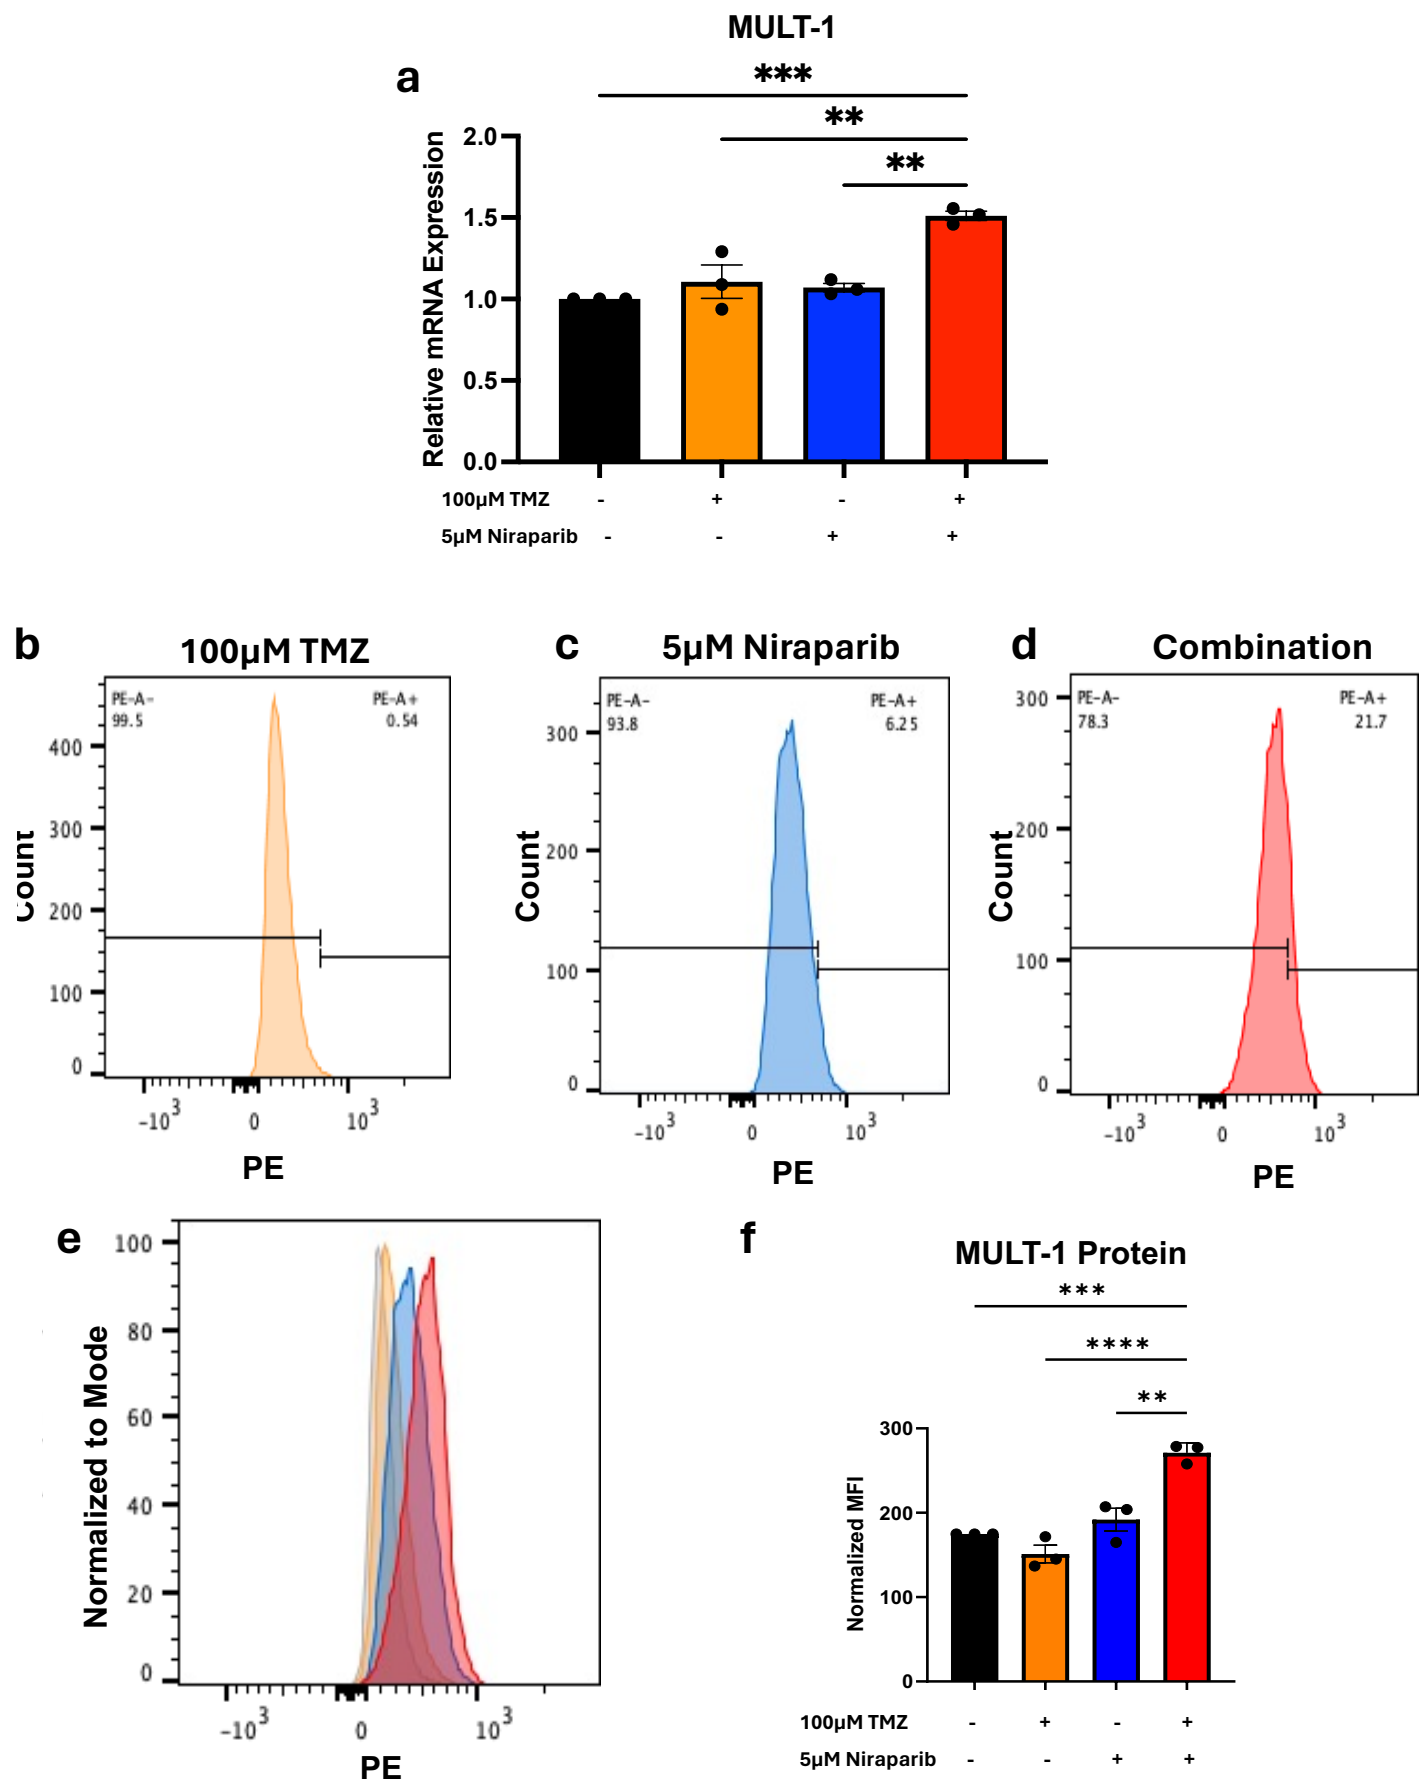 MULT-1
a
***
**
**
Relative mRNA Expression
2.0
1.5
1.0
0.5
0.0
100µM TMZ - + - +
5µM Niraparib - - + +
b 100µM TMZ
PE-A- PE-A+
99.5 0.54
Count
400
300
200
100
0
-10³ 0 10³
PE
c 5µM Niraparib
PE-A- PE-A+
93.8 6.25
Count
300
200
100
0
-10³ 0 10³
PE
d Combination
PE-A- PE-A+
78.3 21.7
Count
300
200
100
0
-10³ 0 10³
PE
e
Normalized to Mode
100
80
60
40
20
0
-10³ 0 10³
PE
f
MULT-1 Protein
***
****
**
Normalized MFI
300
200
100
0
100µM TMZ - + - +
5µM Niraparib - - + +